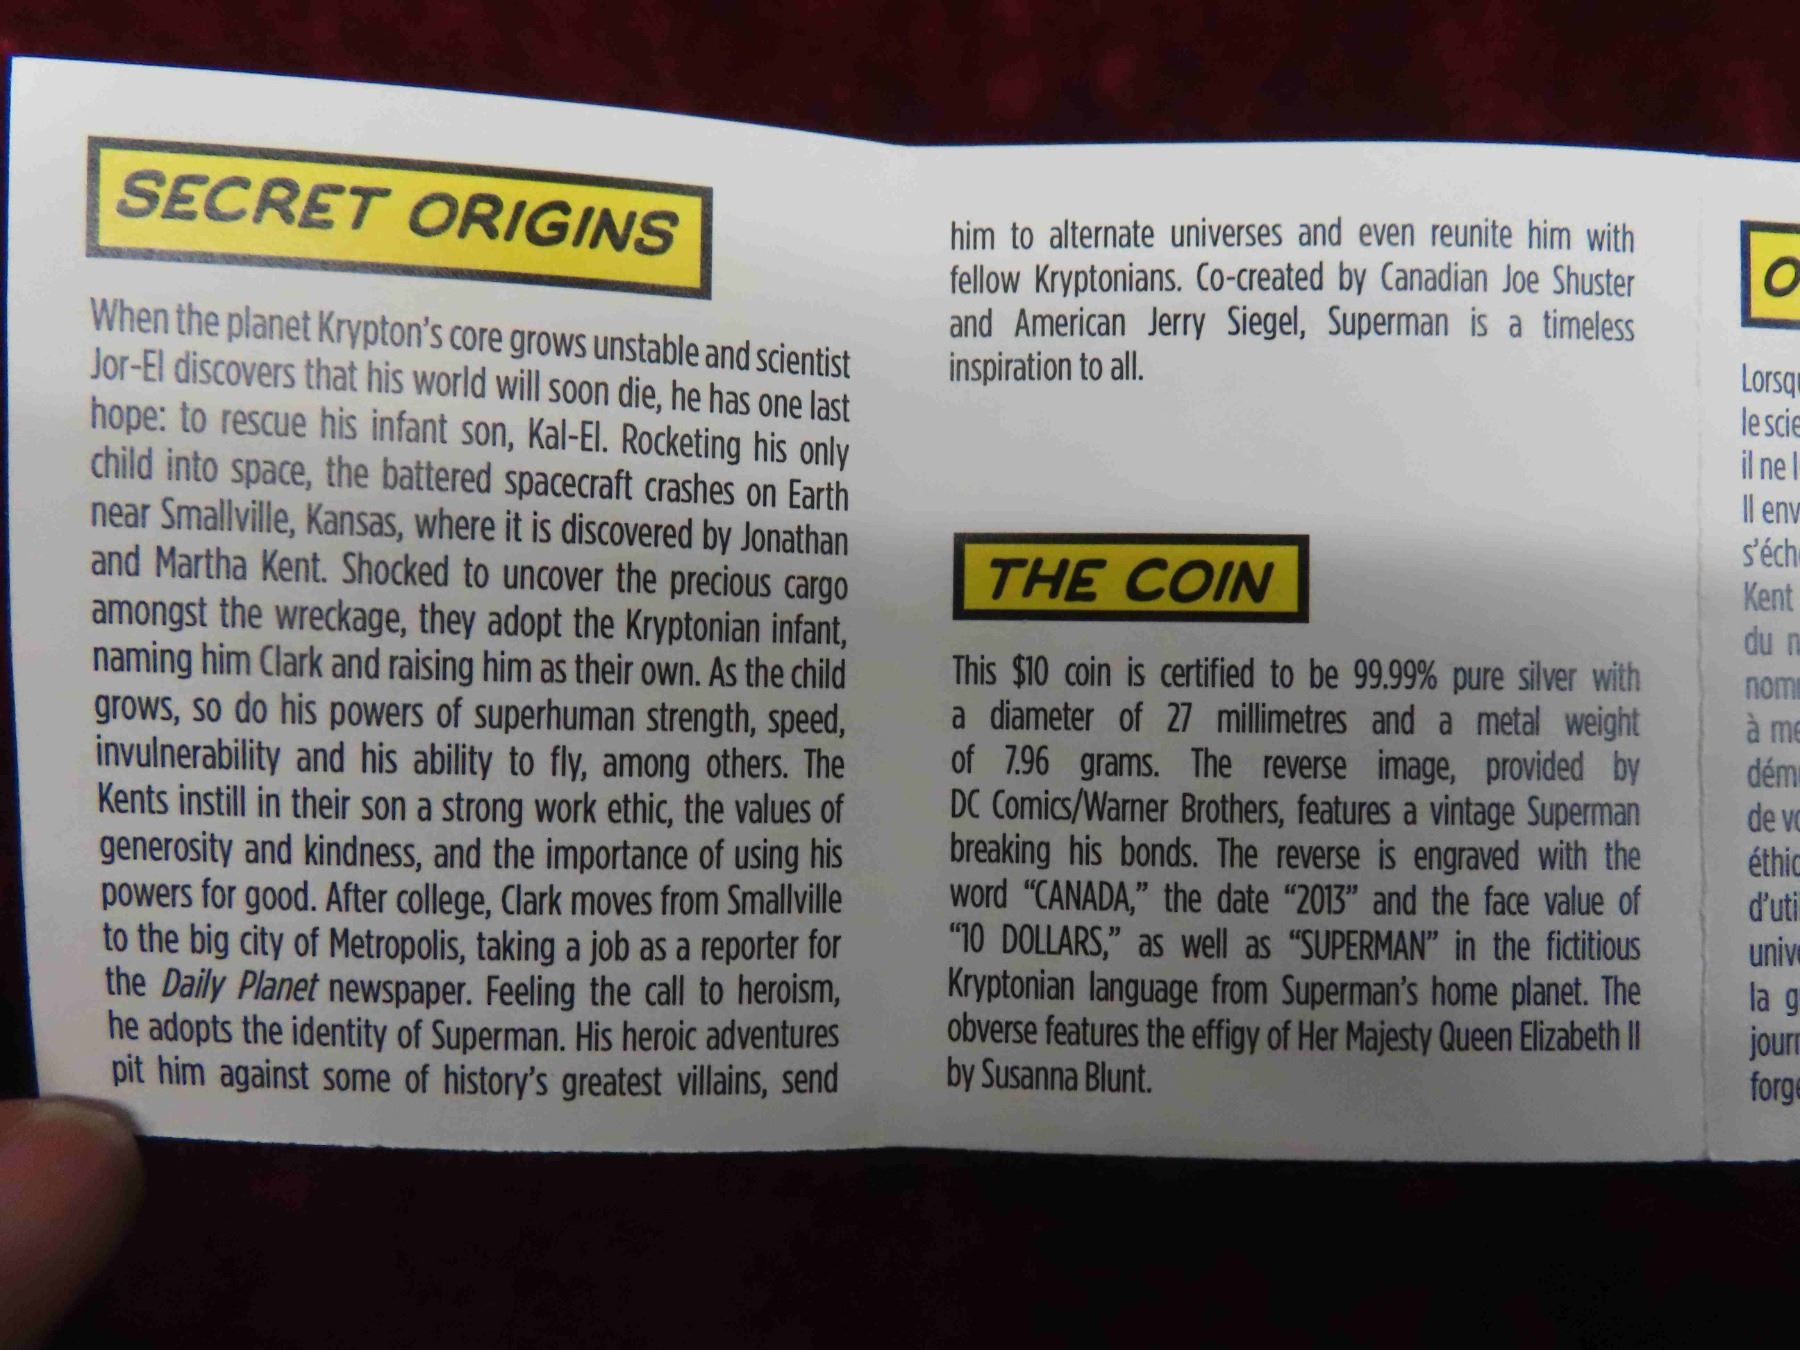 SECRET ORIGINS
When the planet Krypton's core grows unstable and scientist
Jor-El discovers that his world will soon die, he has one last
hope: to rescue his infant son, Kal-El. Rocketing his only
child into space, the battered spacecraft crashes on Earth
near Smallville, Kansas, where it is discovered by Jonathan
and Martha Kent. Shocked to uncover the precious cargo
amongst the wreckage, they adopt the Kryptonian infant,
naming him Clark and raising him as their own. As the child
grows, so do his powers of superhuman strength, speed,
invulnerability and his ability to fly, among others. The
Kents instill in their son a strong work ethic, the values of
generosity and kindness, and the importance of using his
powers for good. After college, Clark moves from Smallville
to the big city of Metropolis, taking a job as a reporter for
the Daily Planet newspaper. Feeling the call to heroism,
he adopts the identity of Superman. His heroic adventures
pit him against some of history's greatest villains, send
him to alternate universes and even reunite him with
fellow Kryptonians. Co-created by Canadian Joe Shuster
and American Jerry Siegel, Superman is a timeless
inspiration to all.
THE COIN
This $10 coin is certified to be 99.99% pure silver with
a diameter of 27 millimetres and a metal weight
of 7.96 grams. The reverse image, provided by
DC Comics/Warner Brothers, features a vintage Superman
breaking his bonds. The reverse is engraved with the
word “CANADA,” the date “2013” and the face value of
“10 DOLLARS,” as well as “SUPERMAN” in the fictitious
Kryptonian language from Superman's home planet. The
obverse features the effigy of Her Majesty Queen Elizabeth II
by Susanna Blunt.
il ne
Kent
du
à
de
la